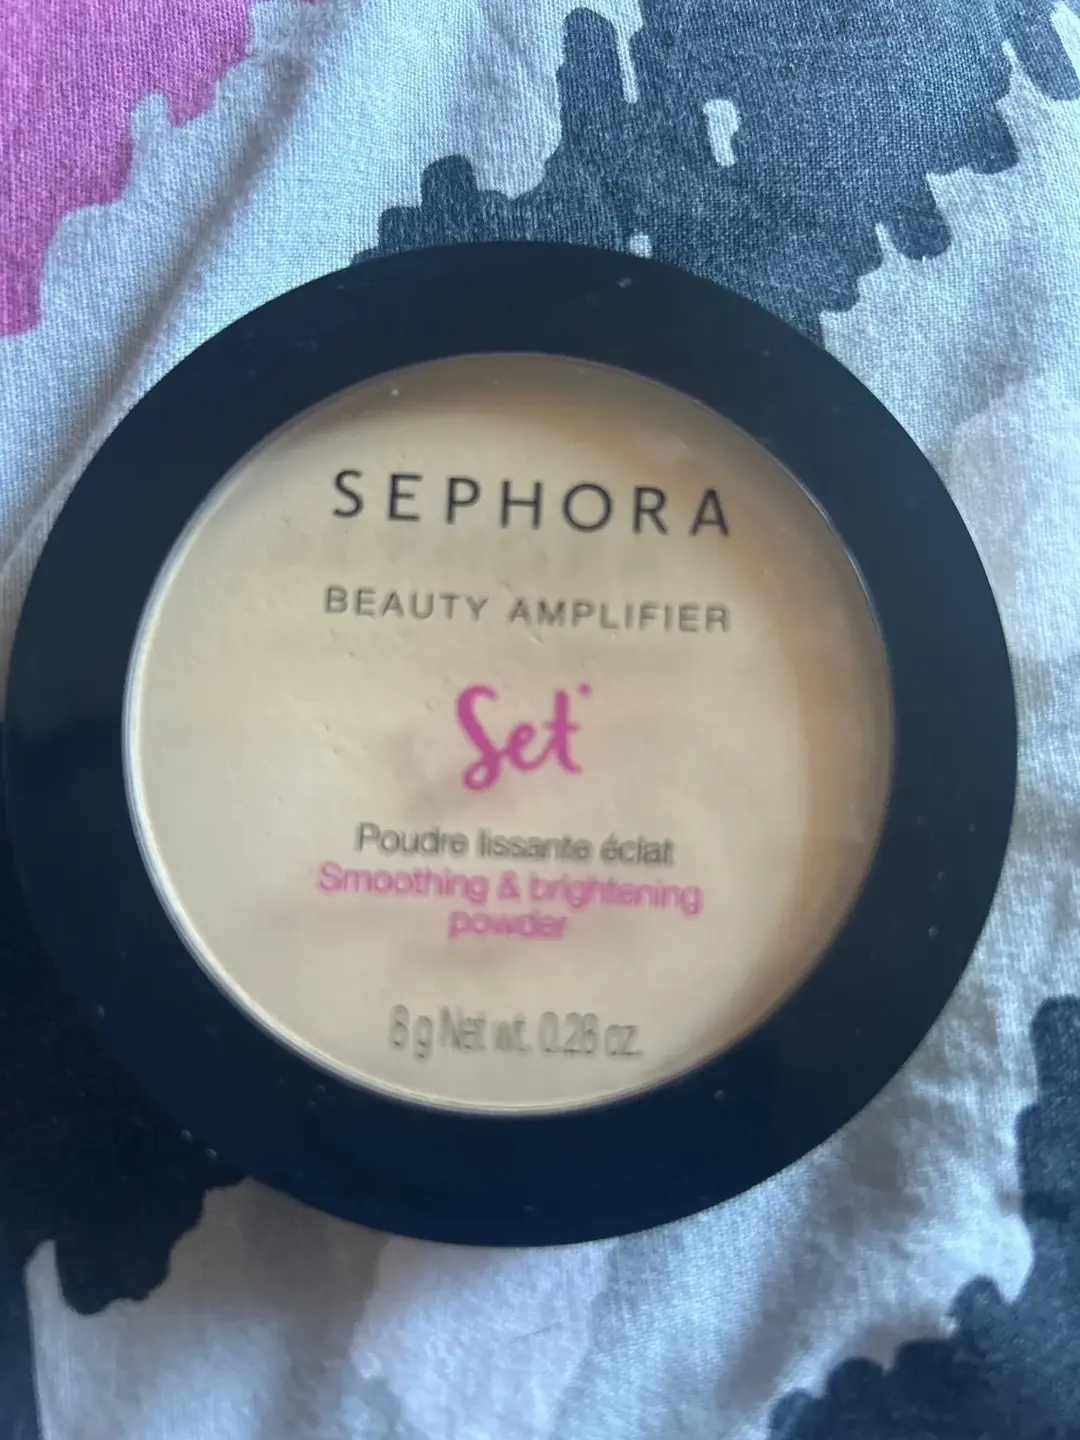 SEPHORA
BEAUTY AMPLIFIER
Set
Poudre lissante éclat
Smoothing & brightening
powder
8 g Net wt. 0.28 oz.